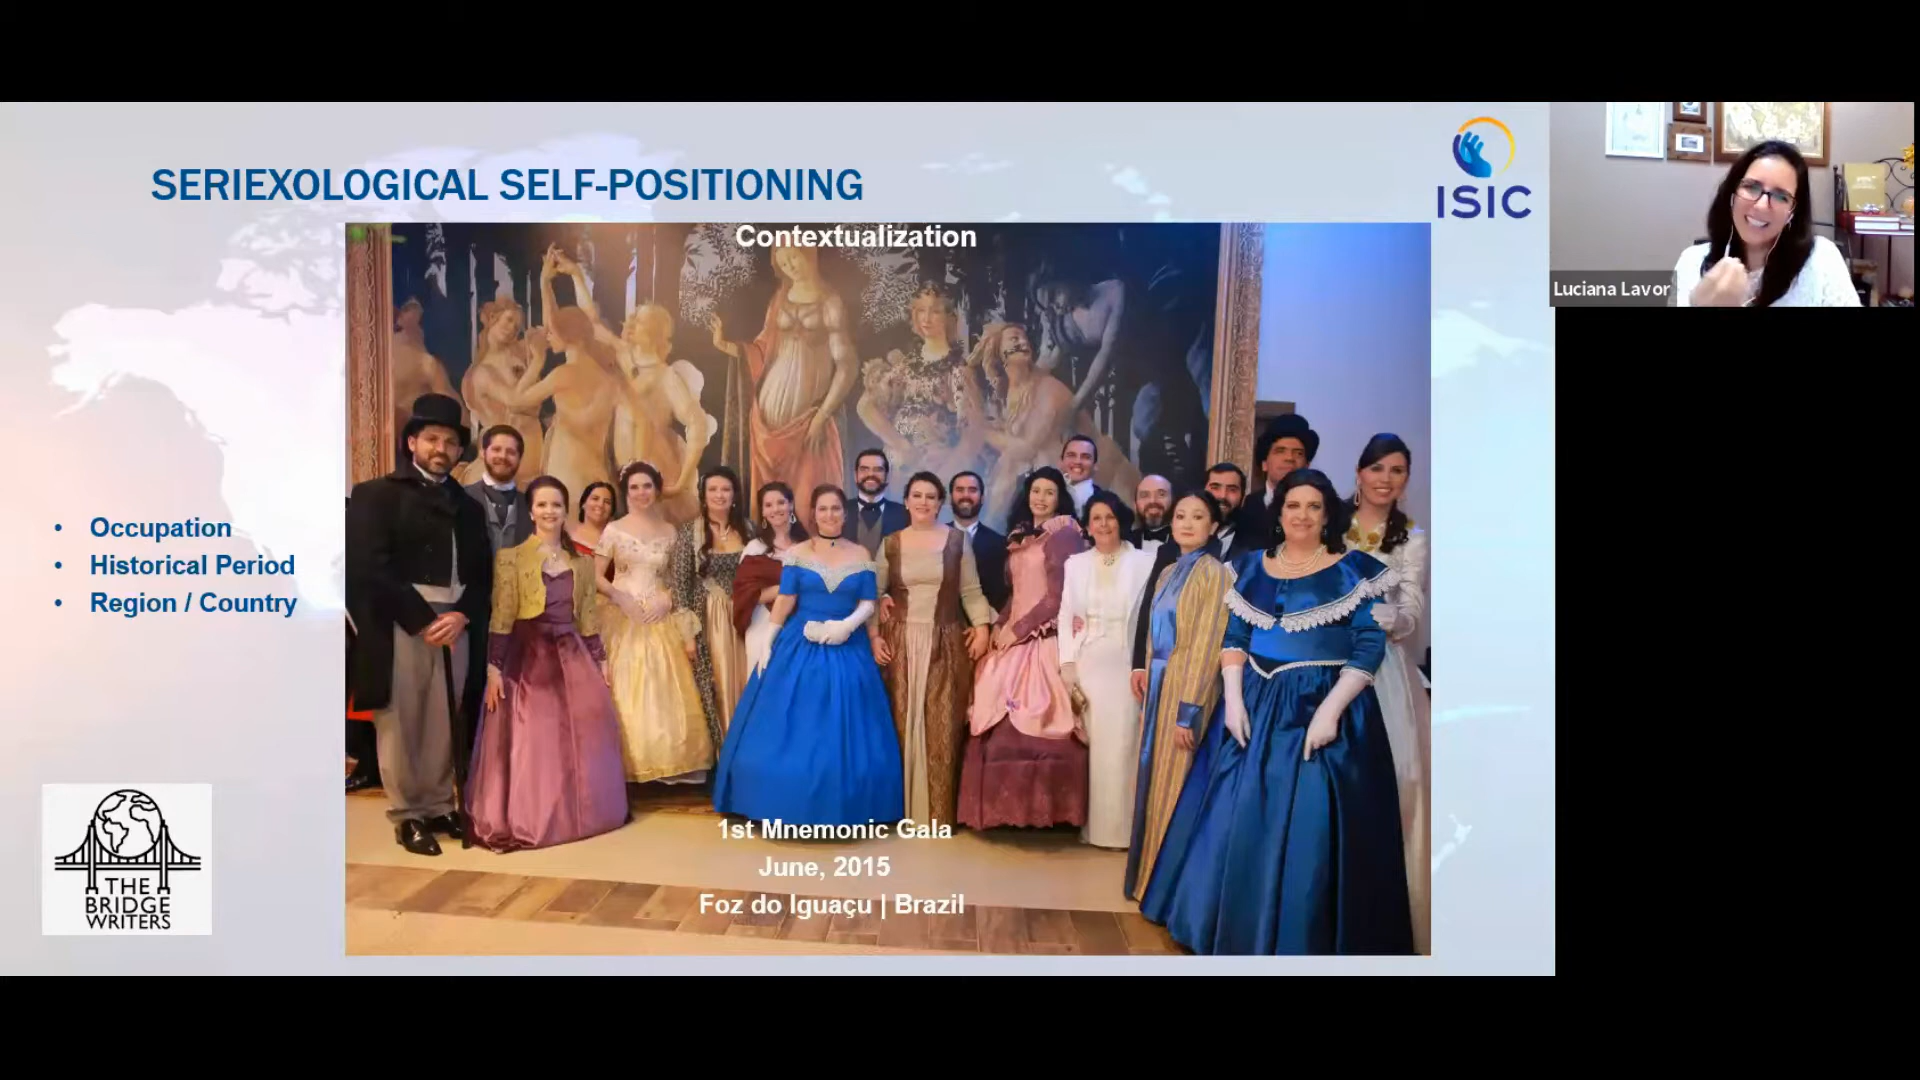 SERIEXOLOGICAL SELF-POSITIONING
ISIC
Luciana Lavor
Contextualization
• Occupation
• Historical Period
• Region / Country
1st Mnemonic Gala
June, 2015
Foz do Iguaçu | Brazil
THE
BRIDGE
WRITERS